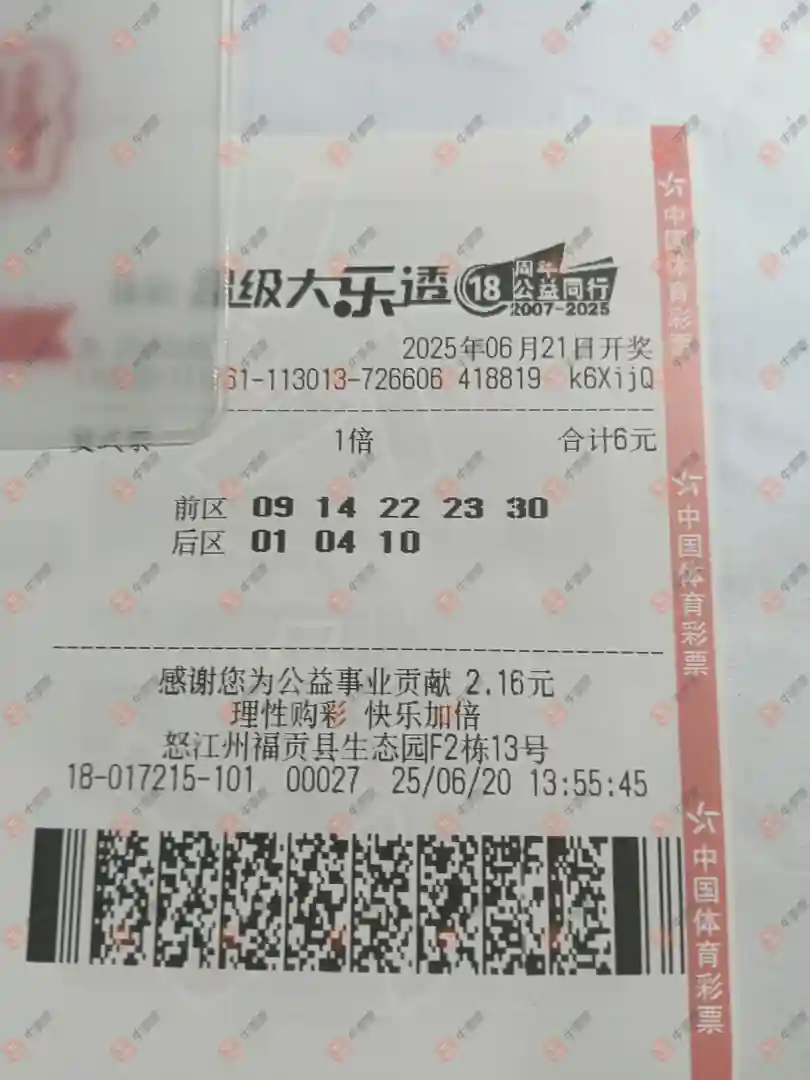 超级大乐透 18 周年 公益同行 2007-2025
2025年06月21日开奖
61-113013-726606 418819 k6XijQ
复式票 1倍 合计6元
前区 09 14 22 23 30
后区 01 04 10
感谢您为公益事业贡献 2.16元
理性购彩 快乐加倍
怒江州福贡县生态园F2栋13号
18-017215-101 00027 25/06/20 13:55:45
中国体育彩票
中国体育彩票
中国体育彩票